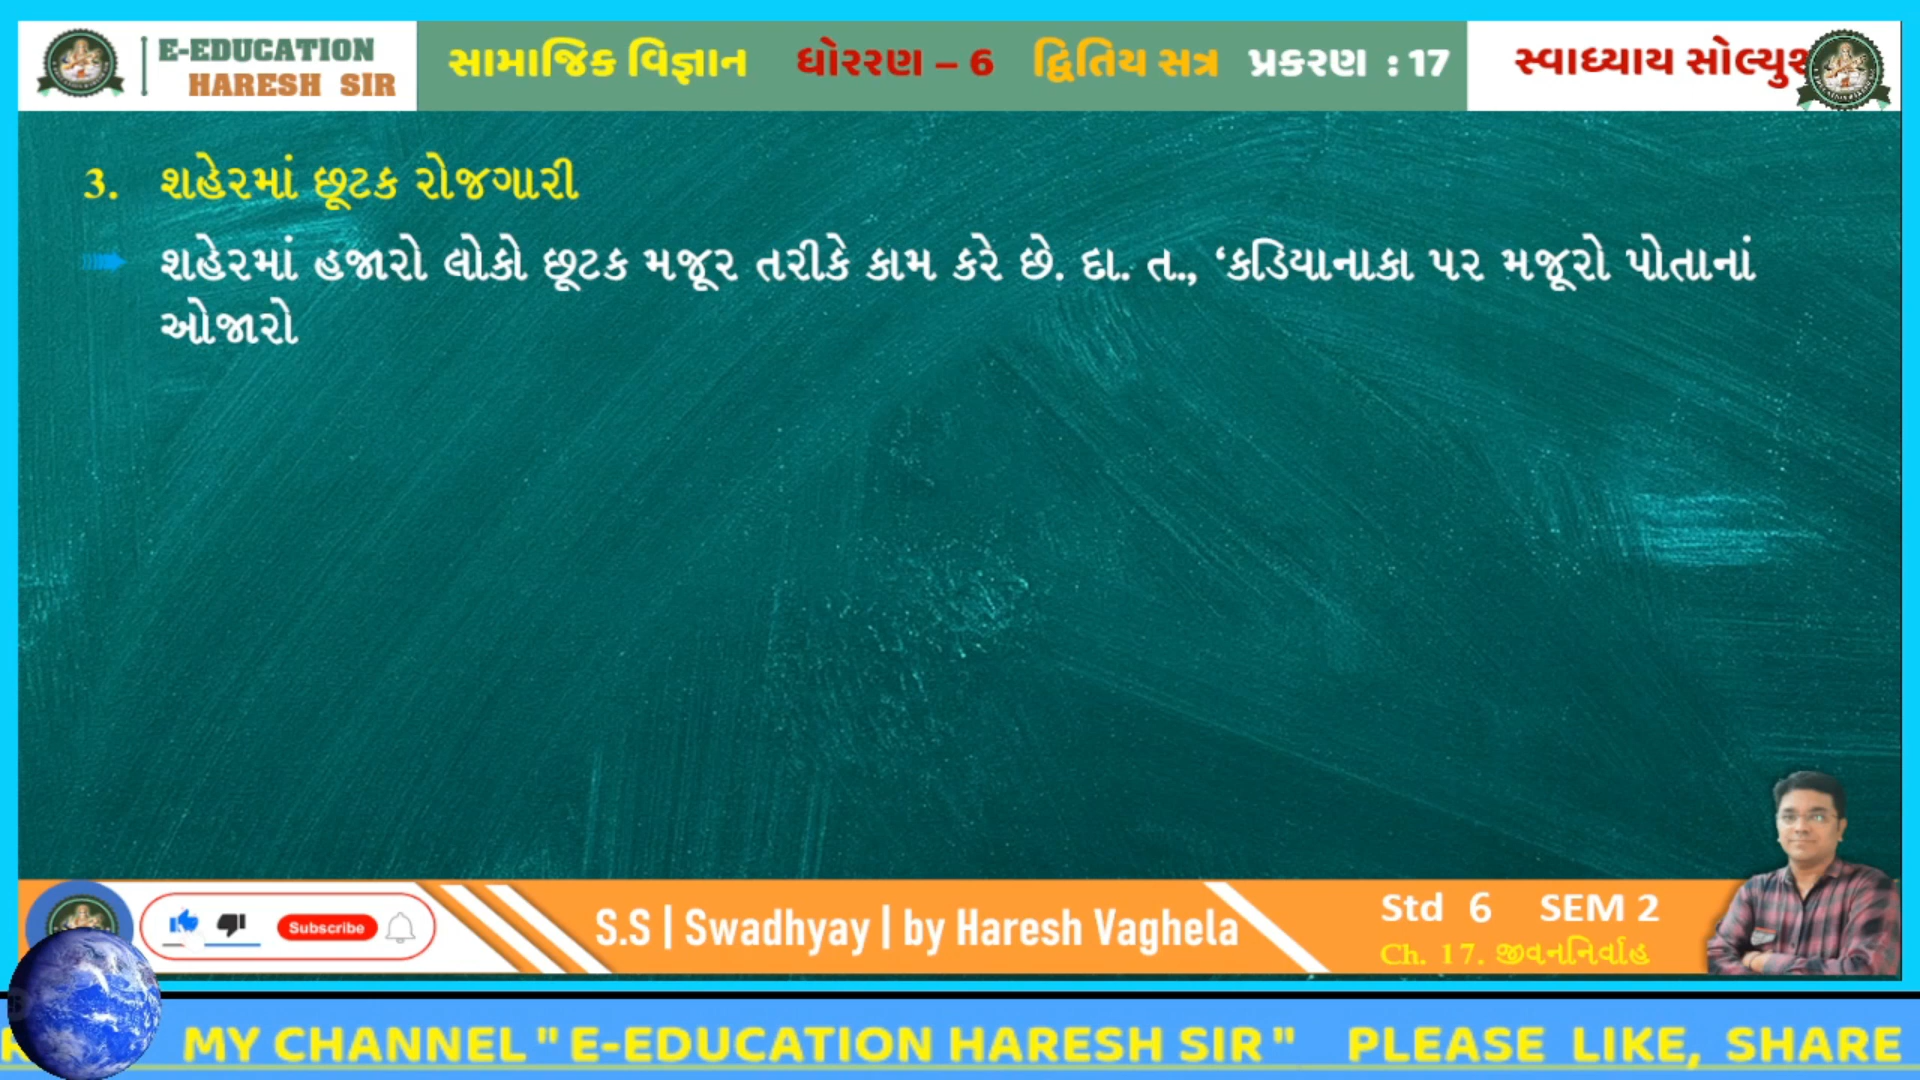 E-EDUCATION
HARESH SIR
સામાજિક વિજ્ઞાન ધોરરણ – 6 દ્વિતિય સત્ર પ્રકરણ : 17
સ્વાધ્યાય
3. શહેરમાં છૂટક રોજગારી
શહેરમાં હજારો લોકો છૂટક મજૂર તરીકે કામ કરે છે. દા. ત., ‘કડિયાનાકા પર મજૂરો પોતાનાં
ઓજારો
Subscribe
S.S | Swadhyay | by Haresh Vaghela
Std 6 SEM 2
Ch. 17. જીવનનિર્વાહ
MY CHANNEL " E-EDUCATION HARESH SIR " PLEASE LIKE, SHARE